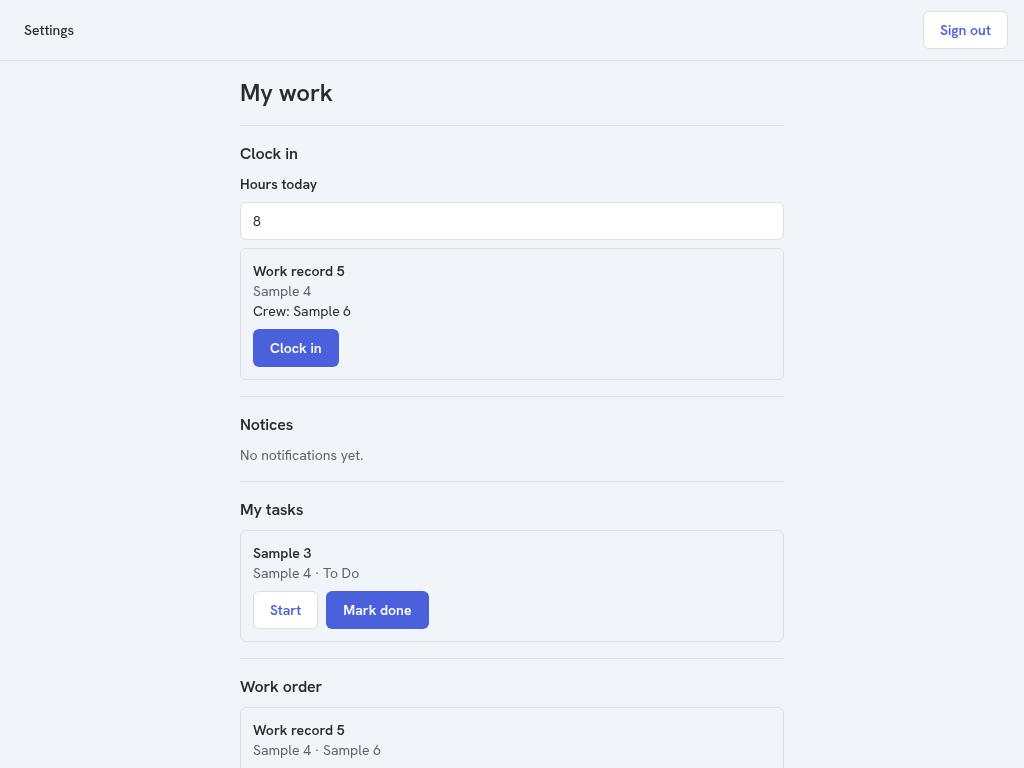 Settings
Sign out
My work
Clock in
Hours today
8
Work record 5
Sample 4
Crew: Sample 6
Clock in
Notices
No notifications yet.
My tasks
Sample 3
Sample 4 · To Do
Start
Mark done
Work order
Work record 5
Sample 4 · Sample 6